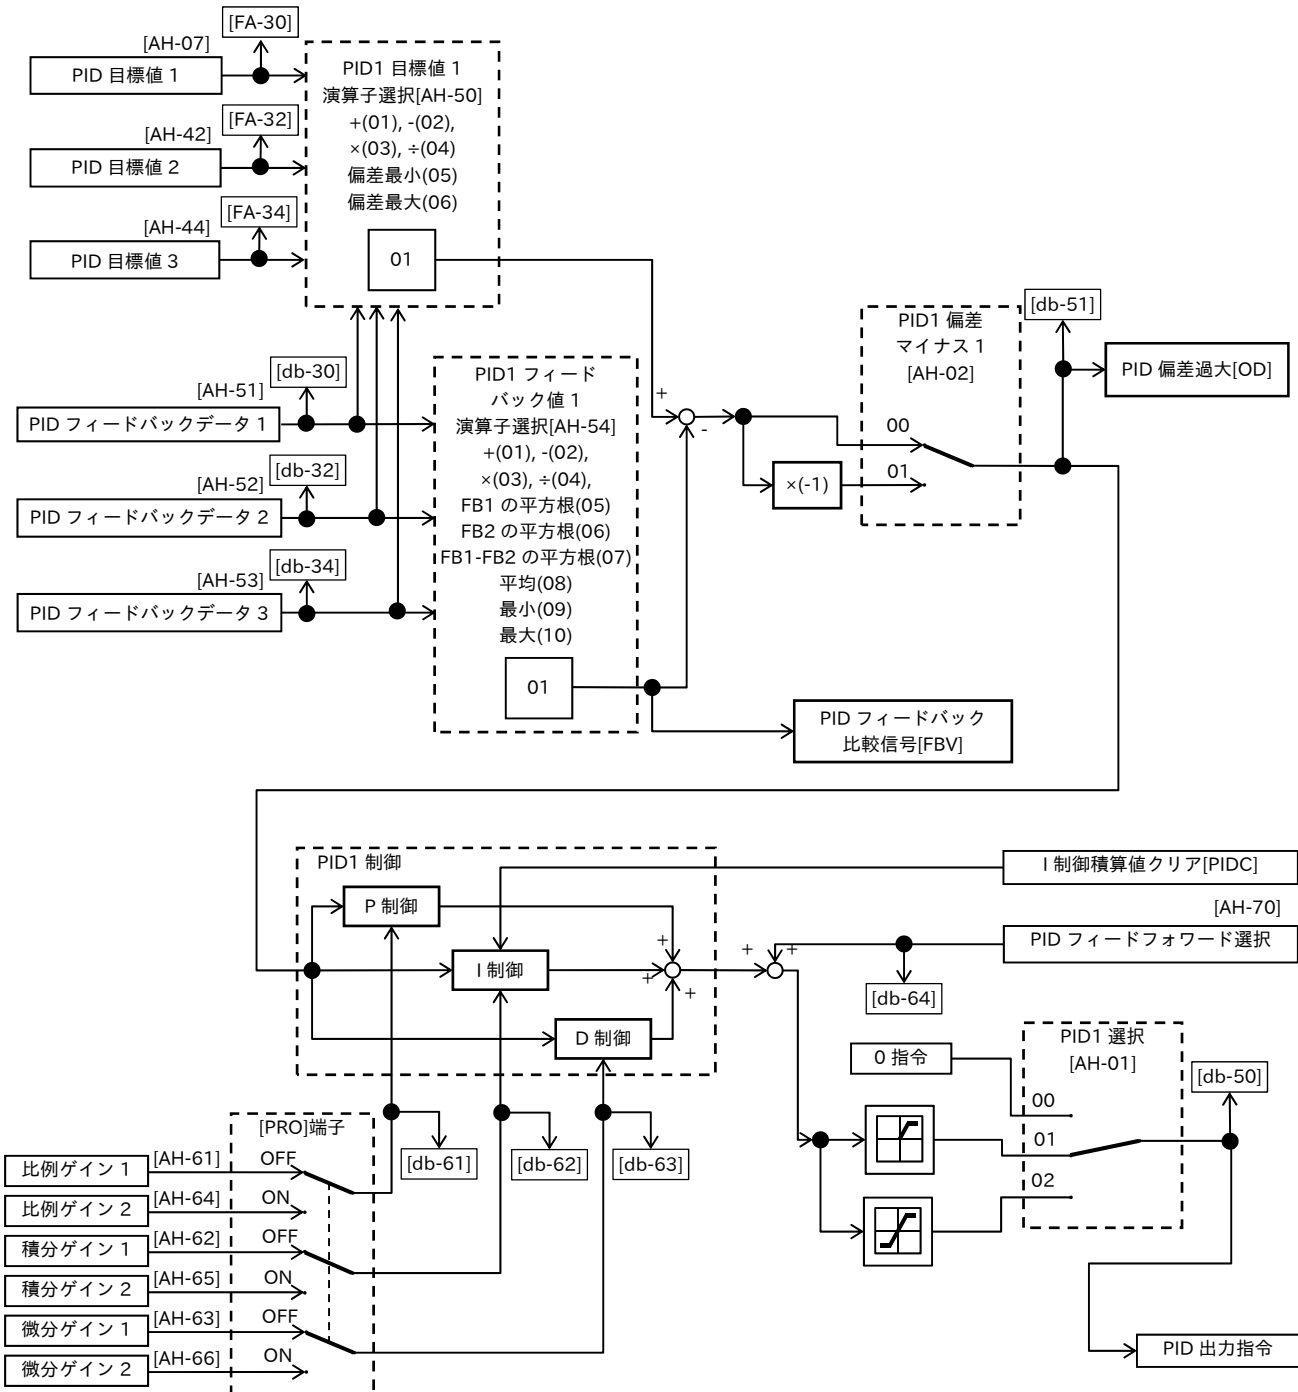 [FA-30]
[AH-07]
PID 目標値 1
[FA-32]
[AH-42]
PID 目標値 2
[FA-34]
[AH-44]
PID 目標値 3
PID1 目標値 1
演算子選択[AH-50]
+(01), -(02),
×(03), ÷(04)
偏差最小(05)
偏差最大(06)
01
[db-30]
[AH-51]
PID フィードバックデータ 1
[db-32]
[AH-52]
PID フィードバックデータ 2
[db-34]
[AH-53]
PID フィードバックデータ 3
PID1 フィード
バック値 1
演算子選択[AH-54]
+(01), -(02),
×(03), ÷(04),
FB1 の平方根(05)
FB2 の平方根(06)
FB1-FB2 の平方根(07)
平均(08)
最小(09)
最大(10)
01
+
-
×(-1)
PID1 偏差
マイナス 1
[AH-02]
00
01
[db-51]
PID 偏差過大[OD]
PID フィードバック
比較信号[FBV]
PID1 制御
P 制御
I 制御
D 制御
+
+
+
I 制御積算値クリア[PIDC]
[AH-70]
PID フィードフォワード選択
+
+
[db-64]
0 指令
PID1 選択
[AH-01]
00
01
02
[db-50]
PID 出力指令
[db-61]
[db-62]
[db-63]
[PRO]端子
比例ゲイン 1
[AH-61]
OFF
比例ゲイン 2
[AH-64]
ON
積分ゲイン 1
[AH-62]
OFF
積分ゲイン 2
[AH-65]
ON
微分ゲイン 1
[AH-63]
OFF
微分ゲイン 2
[AH-66]
ON